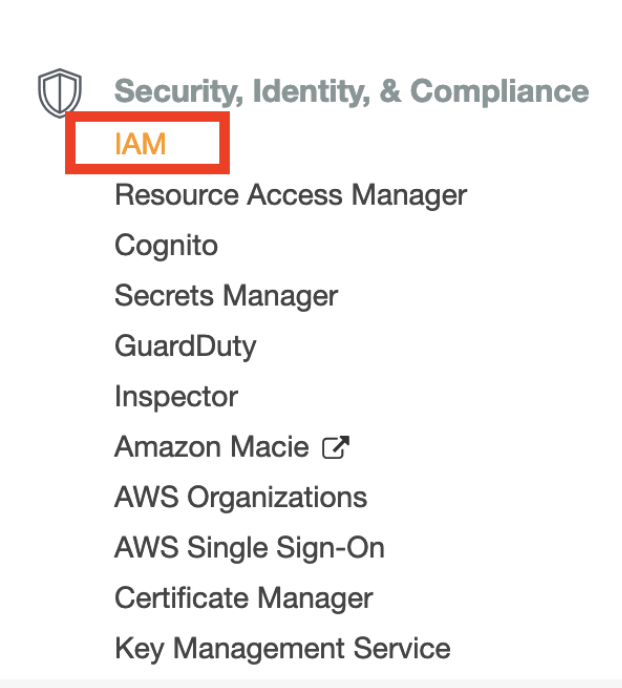 Security, Identity, & Compliance
IAM
Resource Access Manager
Cognito
Secrets Manager
GuardDuty
Inspector
Amazon Macie
AWS Organizations
AWS Single Sign-On
Certificate Manager
Key Management Service